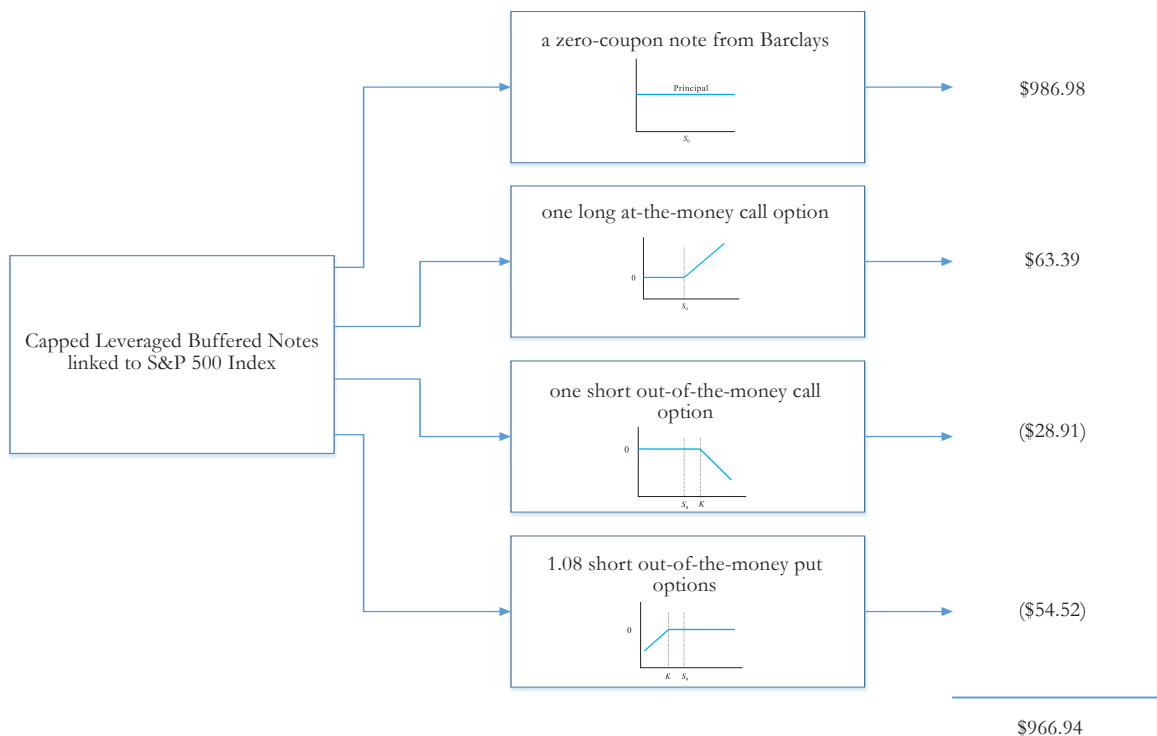 a zero-coupon note from Barclays
Principal
S₀
$986.98
one long at-the-money call option
0
S₀
$63.39
Capped Leveraged Buffered Notes
linked to S&P 500 Index
one short out-of-the-money call
option
0
S₀ K
($28.91)
1.08 short out-of-the-money put
options
0
K S₀
($54.52)
$966.94